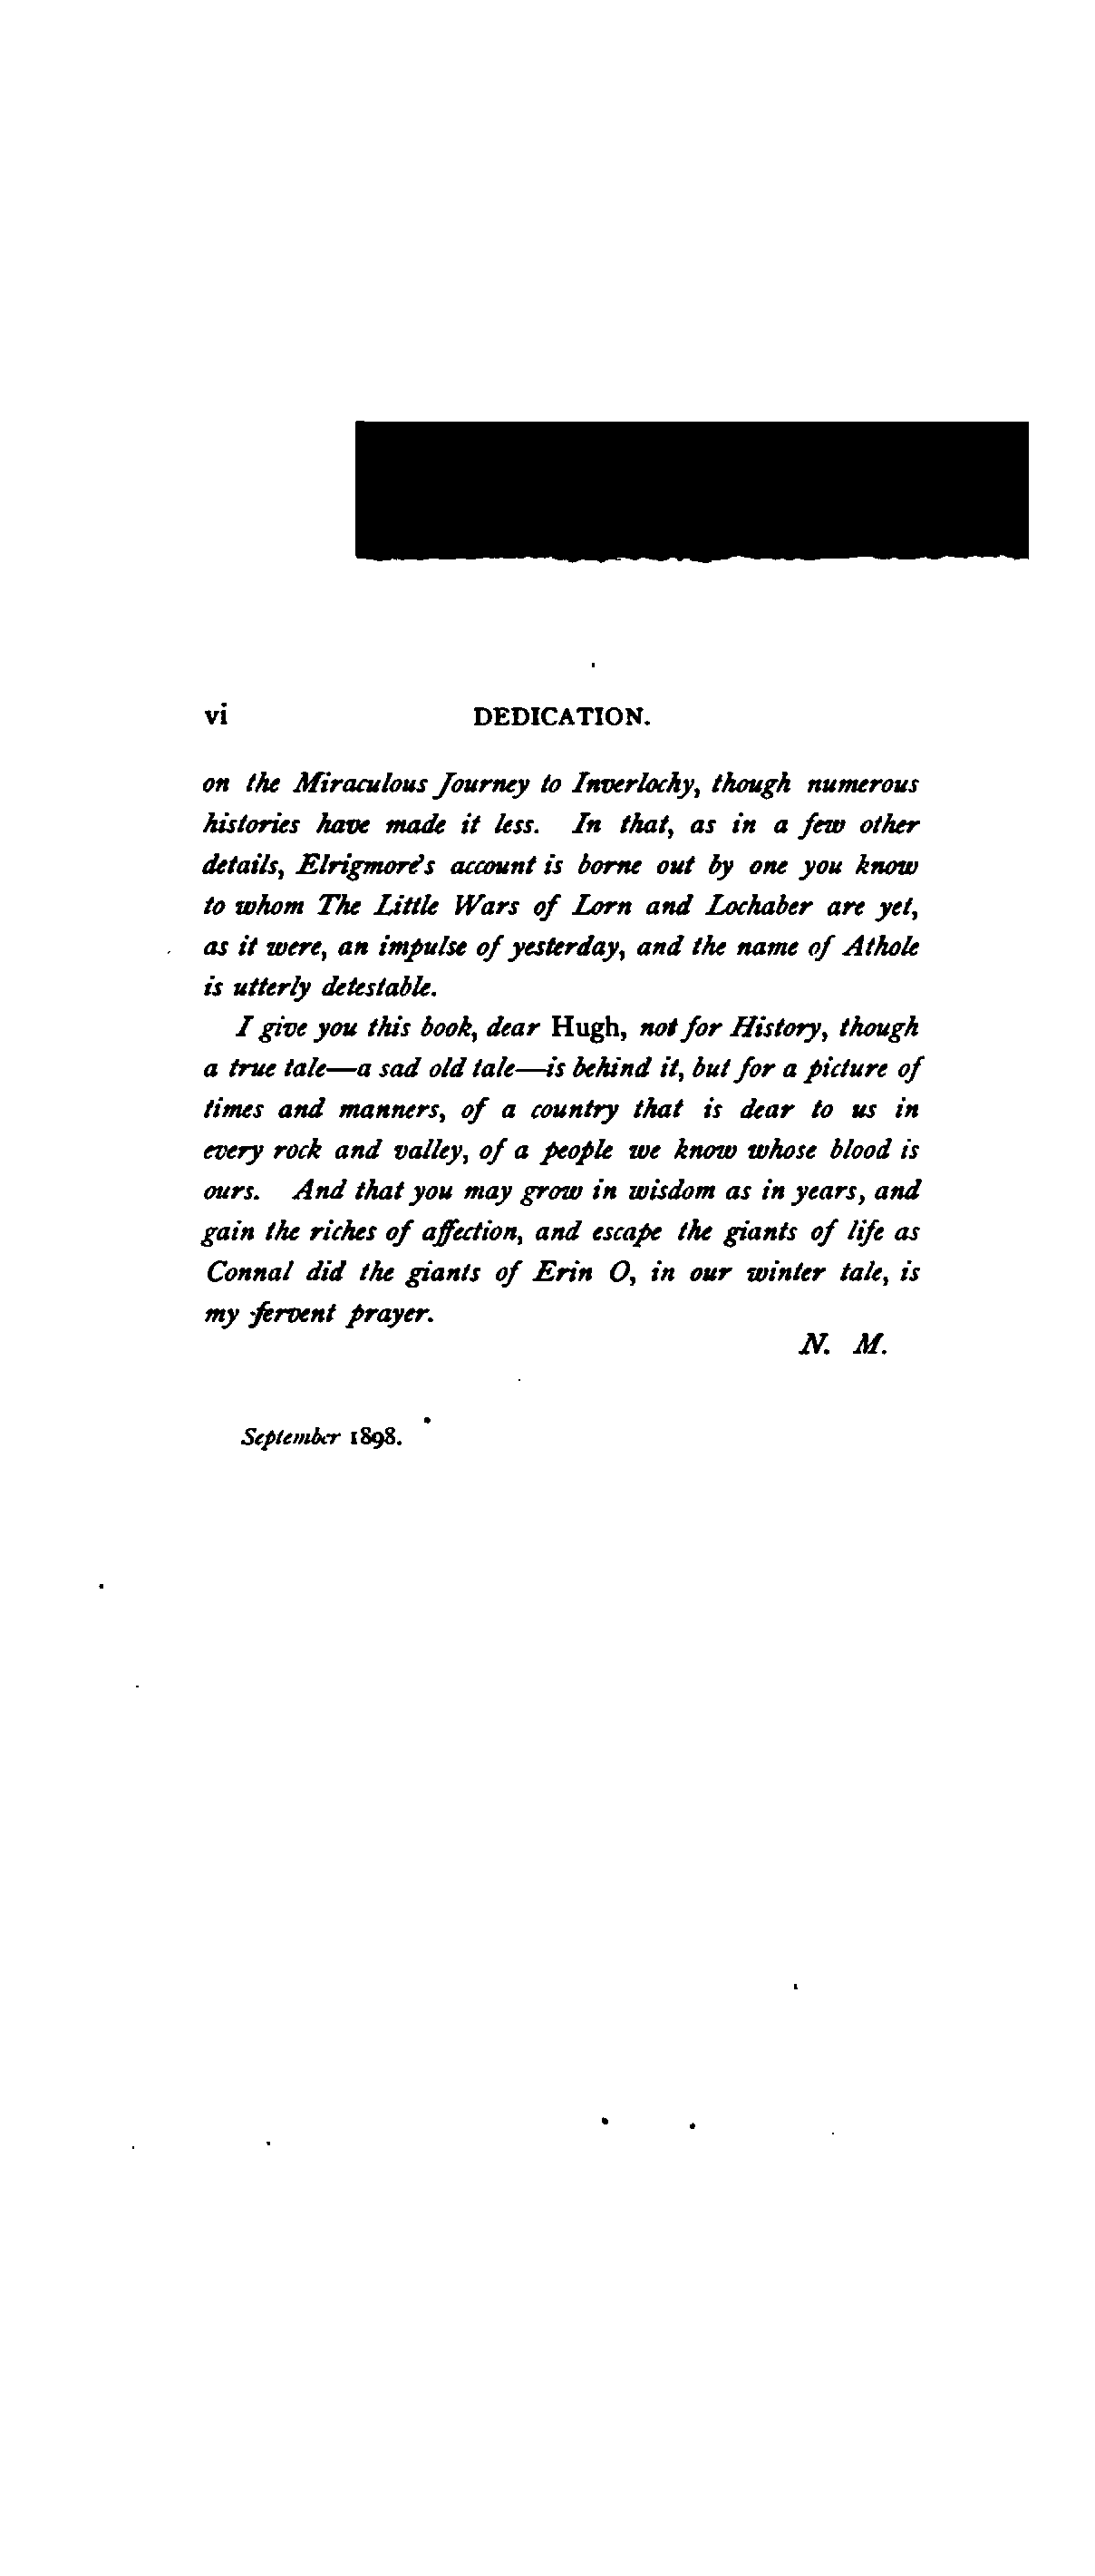 vi DEDICATION.
on the Miraculous Journey to Inverlochy, though numerous
histories have made it less. In that, as in a few other
details, Elrigmore's account is borne out by one you know
to whom The Little Wars of Lorn and Lochaber are yet,
as it were, an impulse of yesterday, and the name of Athole
is utterly detestable.
I give you this book, dear Hugh, not for History, though
a true tale—a sad old tale—is behind it, but for a picture of
times and manners, of a country that is dear to us in
every rock and valley, of a people we know whose blood is
ours. And that you may grow in wisdom as in years, and
gain the riches of affection, and escape the giants of life as
Connal did the giants of Erin O, in our winter tale, is
my fervent prayer.
N. M.
September 1898.